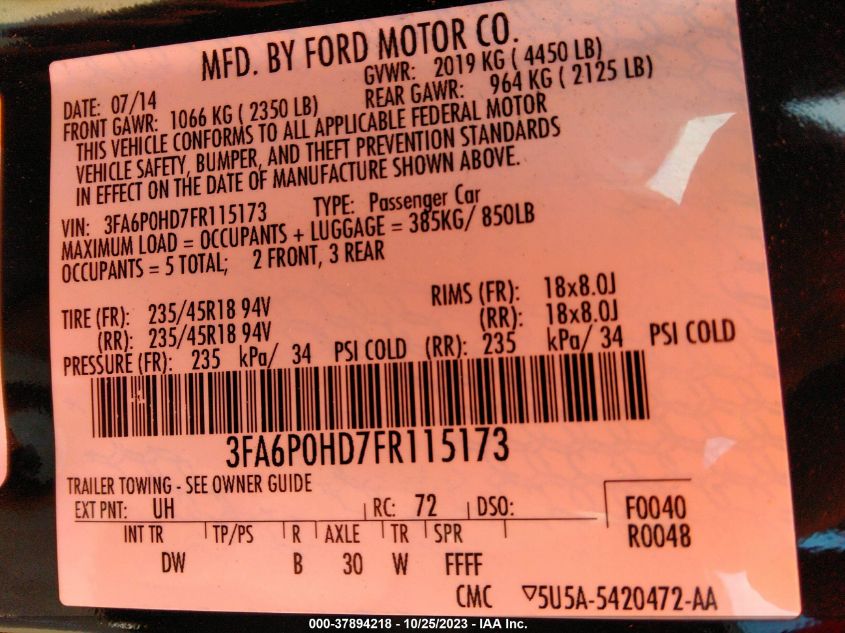 MFD. BY FORD MOTOR CO.
DATE: 07/14 GVWR: 2019 KG ( 4450 LB)
FRONT GAWR: 1066 KG ( 2350 LB) REAR GAWR: 964 KG ( 2125 LB)
THIS VEHICLE CONFORMS TO ALL APPLICABLE FEDERAL MOTOR
VEHICLE SAFETY, BUMPER, AND THEFT PREVENTION STANDARDS
IN EFFECT ON THE DATE OF MANUFACTURE SHOWN ABOVE.
VIN: 3FA6P0HD7FR115173 TYPE: Passenger Car
MAXIMUM LOAD = OCCUPANTS + LUGGAGE = 385KG/ 850LB
OCCUPANTS = 5 TOTAL; 2 FRONT, 3 REAR
TIRE (FR): 235/45R18 94V RIMS (FR): 18x8.0J
(RR): 235/45R18 94V (RR): 18x8.0J
PRESSURE (FR): 235 kPa/ 34 PSI COLD (RR): 235 kPa/ 34 PSI COLD
3FA6P0HD7FR115173
TRAILER TOWING - SEE OWNER GUIDE
EXT PNT: UH RC: 72 DSO: F0040
INT TR TP/PS R AXLE TR SPR R0048
DW B 30 W FFFF
CMC ▽5U5A-5420472-AA
000-37894218 - 10/25/2023 - IAA Inc.